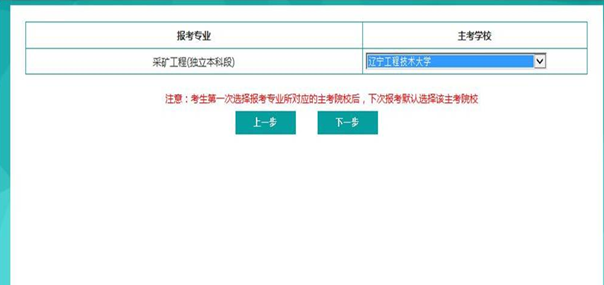 报考专业 主考学校
采矿工程(独立本科段) 辽宁工程技术大学
注意：考生第一次选择报考专业所对应的主考院校后，下次报考默认选择该主考院校
上一步 下一步